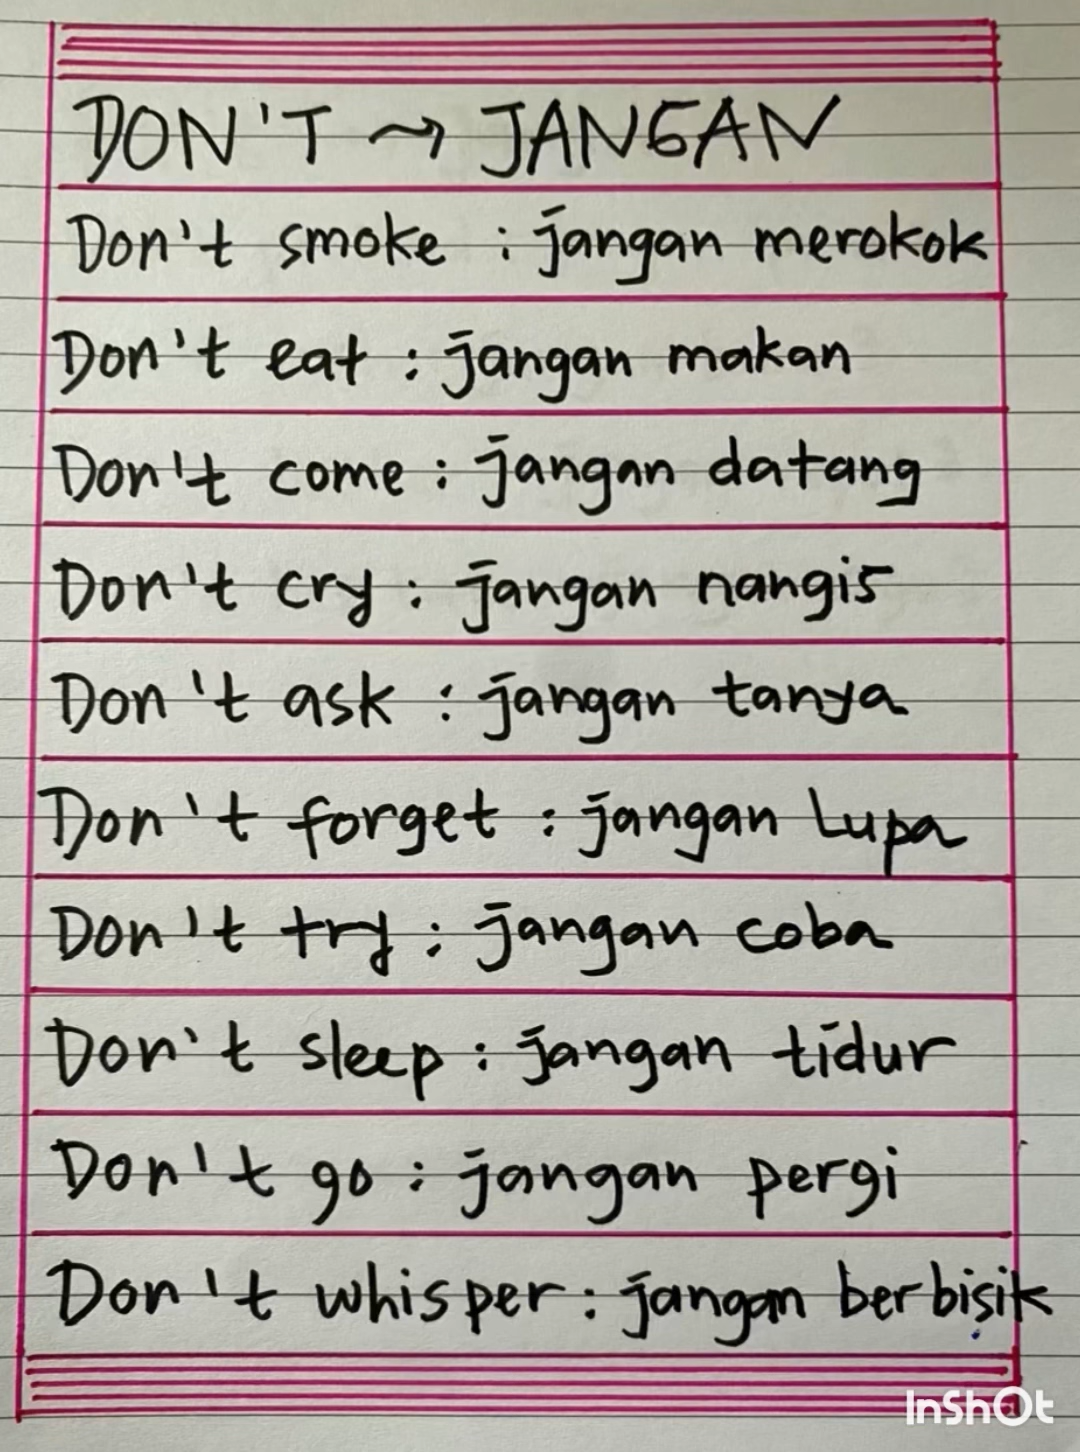 DON'T → JANGAN
Don't smoke : jangan merokok
Don't eat : jangan makan
Don't come : jangan datang
Don't cry : jangan nangis
Don't ask : jangan tanya
Don't forget : jangan Lupa
Don't try : jangan coba
Don't sleep : jangan tidur
Don't go : jangan pergi
Don't whisper : jangan berbisik
InShOt